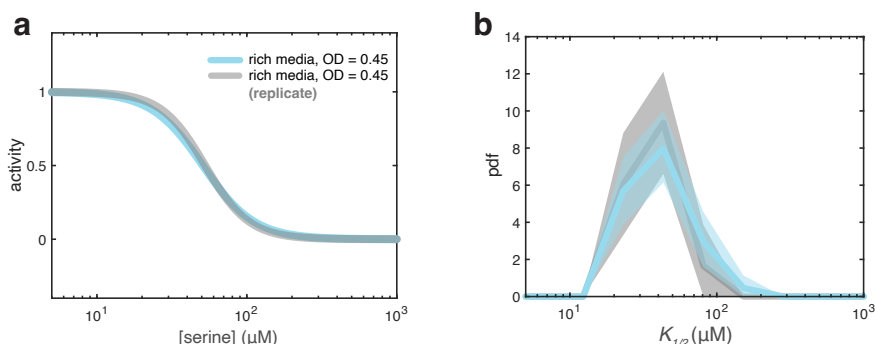 a
rich media, OD = 0.45
rich media, OD = 0.45
(replicate)
1
0.5
0
activity
10¹
10²
10³
[serine] (μM)
b
14
12
10
8
6
4
2
0
pdf
10¹
10²
10³
K₁/₂(μM)